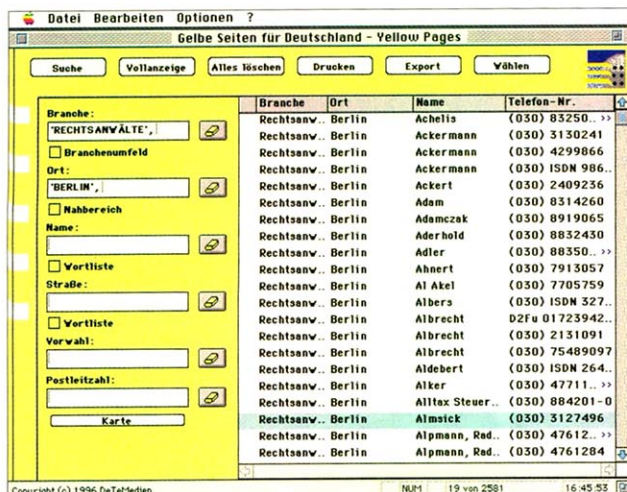 Datei Bearbeiten Optionen ?
Gelbe Seiten für Deutschland - Yellow Pages
Suche Vollanzeige Alles löschen Drucken Export Wählen
Branche:
'RECHTSANWÄLTE',
Branchenumfeld
Ort:
'BERLIN',
Nahbereich
Name:
Wortliste
Straße:
Wortliste
Vorwahl:
Postleitzahl:
Karte
Branche Ort Name Telefon-Nr.
Rechtsanw.. Berlin Achelis (030) 83250.. >>
Rechtsanw.. Berlin Ackermann (030) 3130241
Rechtsanw.. Berlin Ackermann (030) 4299866
Rechtsanw.. Berlin Ackermann (030) ISDN 986..
Rechtsanw.. Berlin Ackert (030) 2409236
Rechtsanw.. Berlin Adam (030) 8314260
Rechtsanw.. Berlin Adamczak (030) 8919065
Rechtsanw.. Berlin Aderhold (030) 8832430
Rechtsanw.. Berlin Adler (030) 88350.. >>
Rechtsanw.. Berlin Ahnert (030) 7913057
Rechtsanw.. Berlin Al Akel (030) 7705759
Rechtsanw.. Berlin Albers (030) ISDN 327..
Rechtsanw.. Berlin Albrecht D2Fu 01723942..
Rechtsanw.. Berlin Albrecht (030) 2131091
Rechtsanw.. Berlin Albrecht (030) 75489097
Rechtsanw.. Berlin Aldebert (030) ISDN 264..
Rechtsanw.. Berlin Alker (030) 47711.. >>
Rechtsanw.. Berlin Alltax Steuer.. (030) 884201-0
Rechtsanw.. Berlin Almsick (030) 3127496
Rechtsanw.. Berlin Alpmann, Rad.. (030) 47612.. >>
Rechtsanw.. Berlin Alpmann, Rad.. (030) 4761284
Copyright (c) 1996 DeTeMedien NUM 19 von 2581 16:45:53